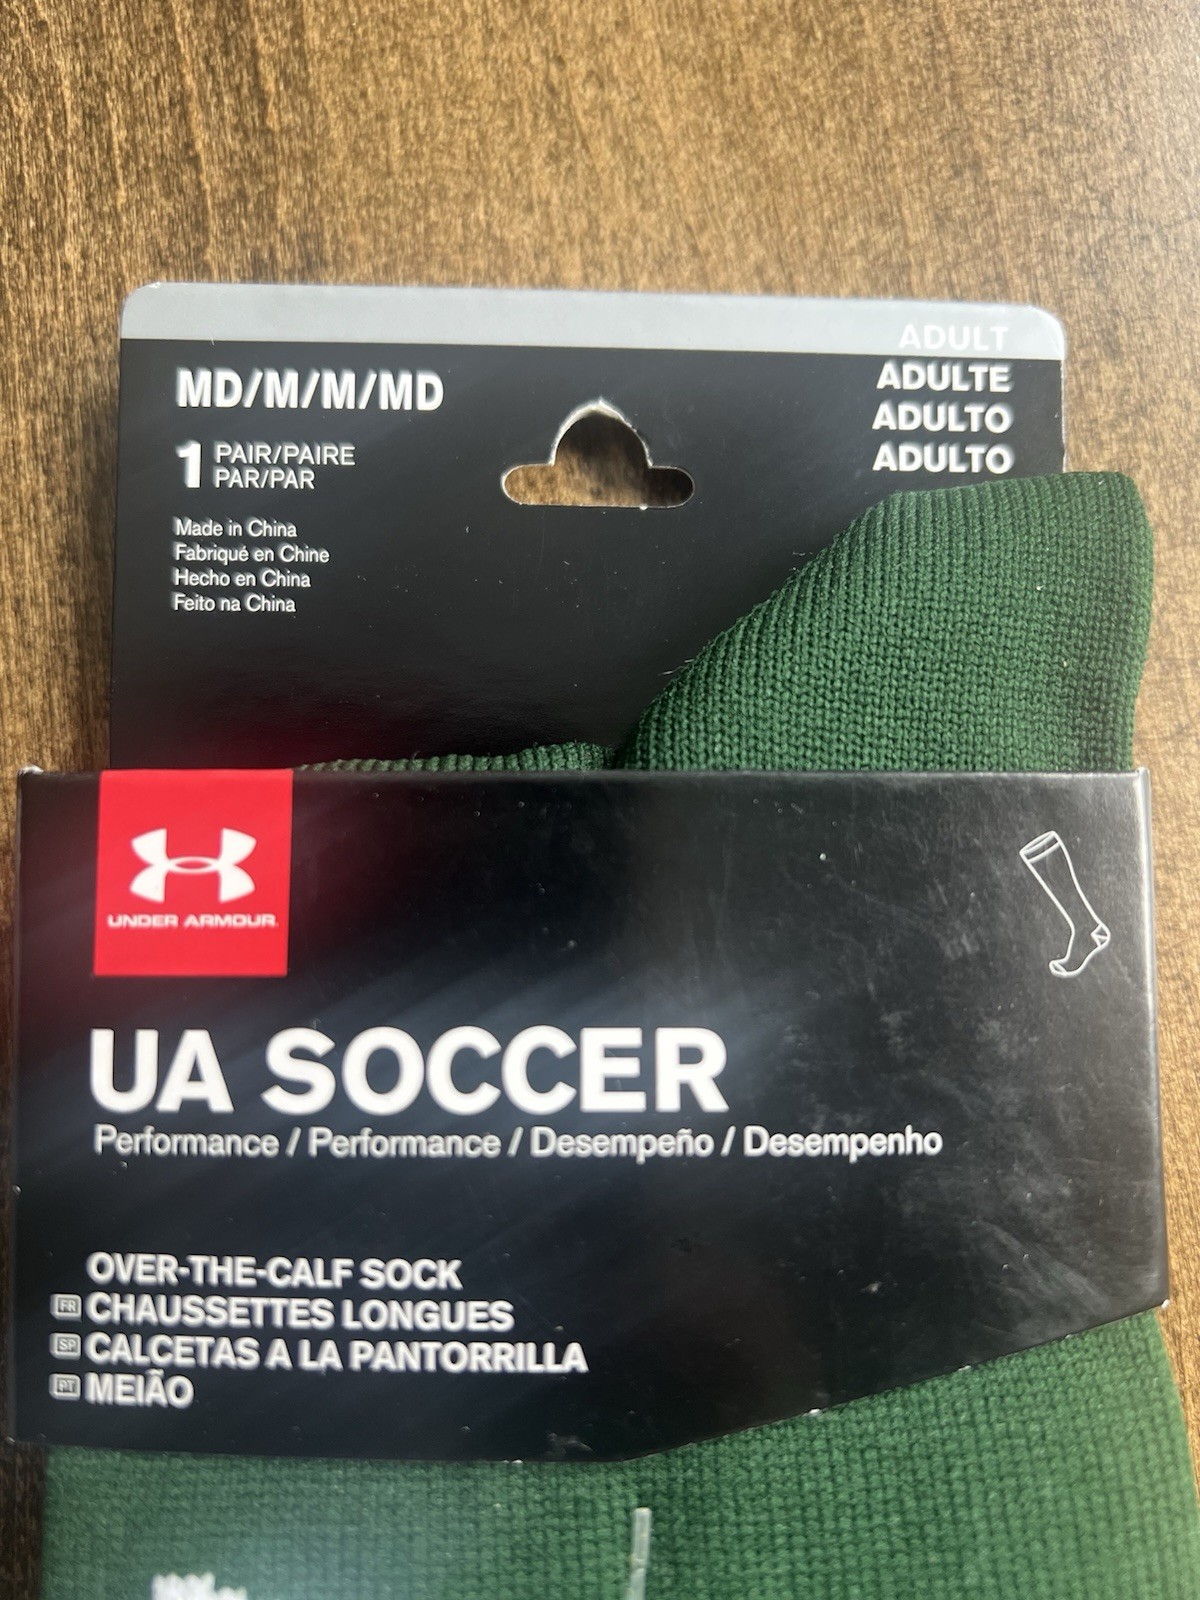 ADULT
MD/M/M/MD
ADULTE
ADULTO
ADULTO
1 PAIR/PAIRE
PAR/PAR
Made in China
Fabriqué en Chine
Hecho en China
Feito na China
UNDER ARMOUR.
UA SOCCER
Performance / Performance / Desempeño / Desempenho
OVER-THE-CALF SOCK
FR CHAUSSETTES LONGUES
SP CALCETAS A LA PANTORRILLA
PT MEIÃO